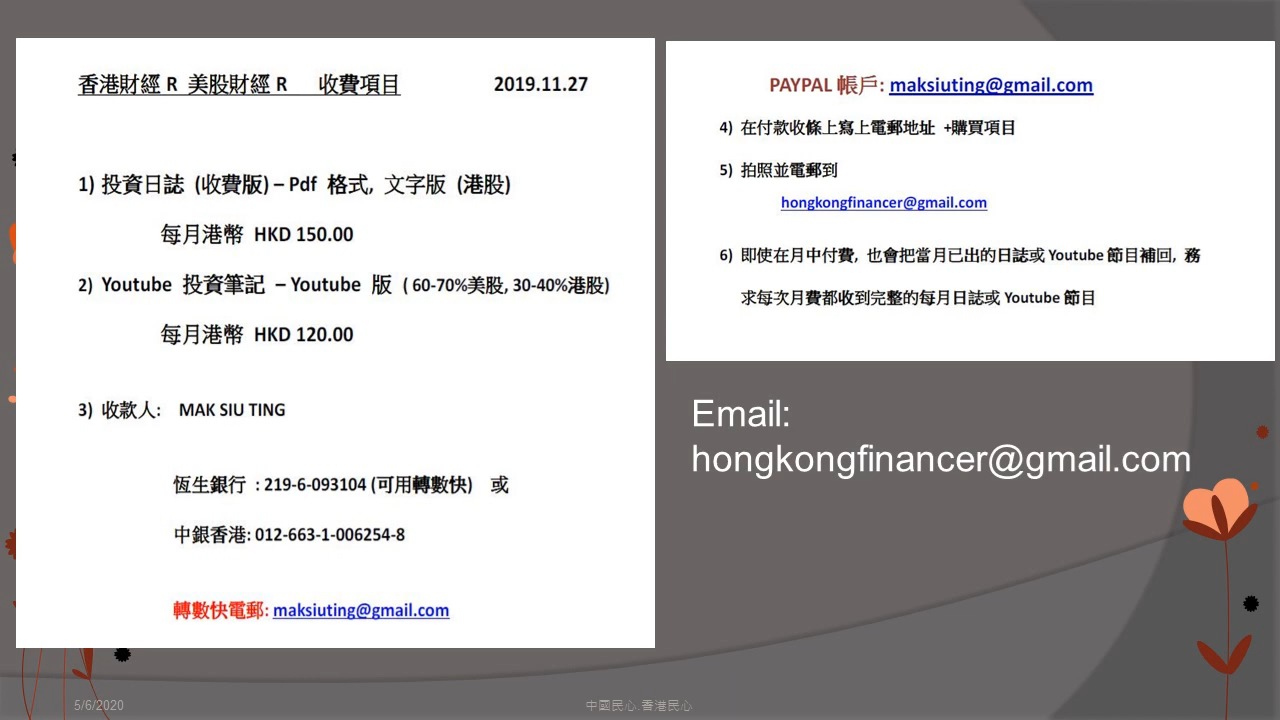 香港財經 R 美股財經 R 收費項目 2019.11.27
1) 投資日誌 (收費版) – Pdf 格式, 文字版 (港股)
每月港幣 HKD 150.00
2) Youtube 投資筆記 – Youtube 版 ( 60-70%美股, 30-40%港股)
每月港幣 HKD 120.00
3) 收款人: MAK SIU TING
恆生銀行 : 219-6-093104 (可用轉數快) 或
中銀香港: 012-663-1-006254-8
轉數快電郵: maksiuting@gmail.com
PAYPAL 帳戶: maksiuting@gmail.com
4) 在付款收條上寫上電郵地址 +購買項目
5) 拍照並電郵到
hongkongfinancer@gmail.com
6) 即使在月中付費, 也會把當月已出的日誌或 Youtube 節目補回, 務
求每次月費都收到完整的每月日誌或 Youtube 節目
Email:
hongkongfinancer@gmail.com
5/6/2020
中國民心.香港民心